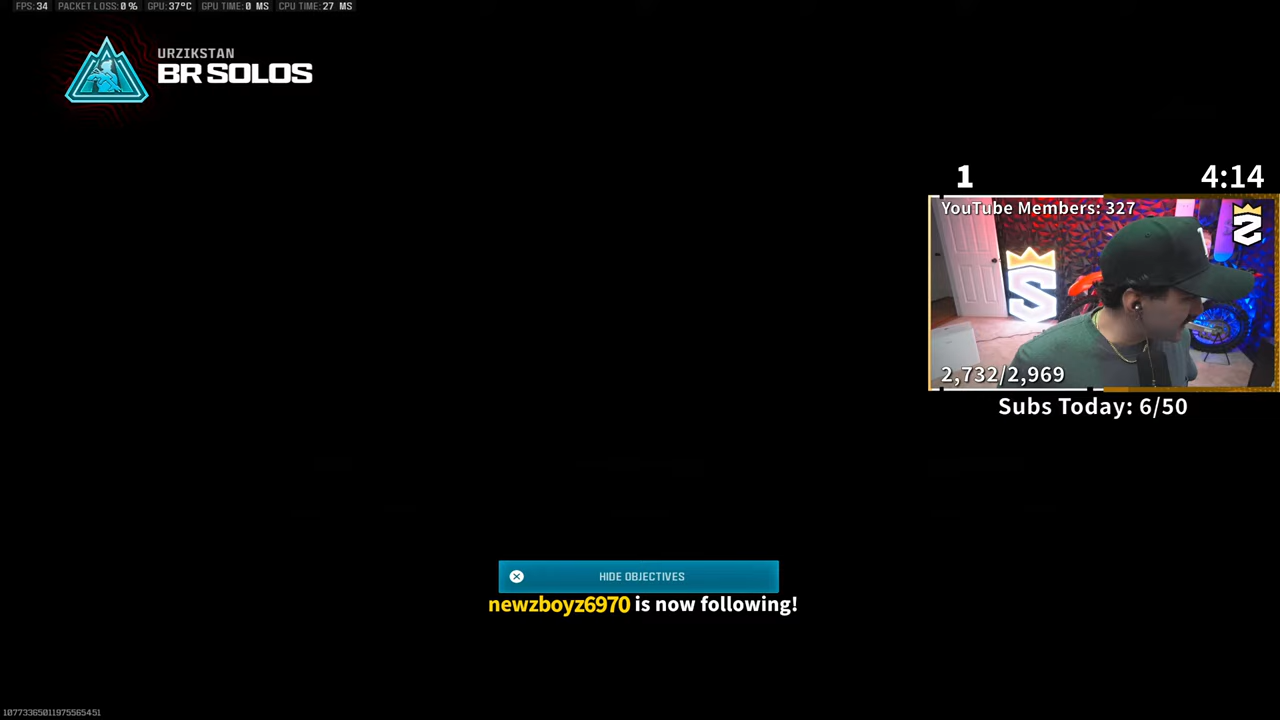 FPS: 34 PACKET LOSS: 0 % GPU: 37°C GPU TIME: 0 MS CPU TIME: 27 MS
URZIKSTAN
BR SOLOS
1 4:14
YouTube Members: 327
S
S
2,732/2,969
Subs Today: 6/50
HIDE OBJECTIVES
newzboyz6970 is now following!
10773365011975565451